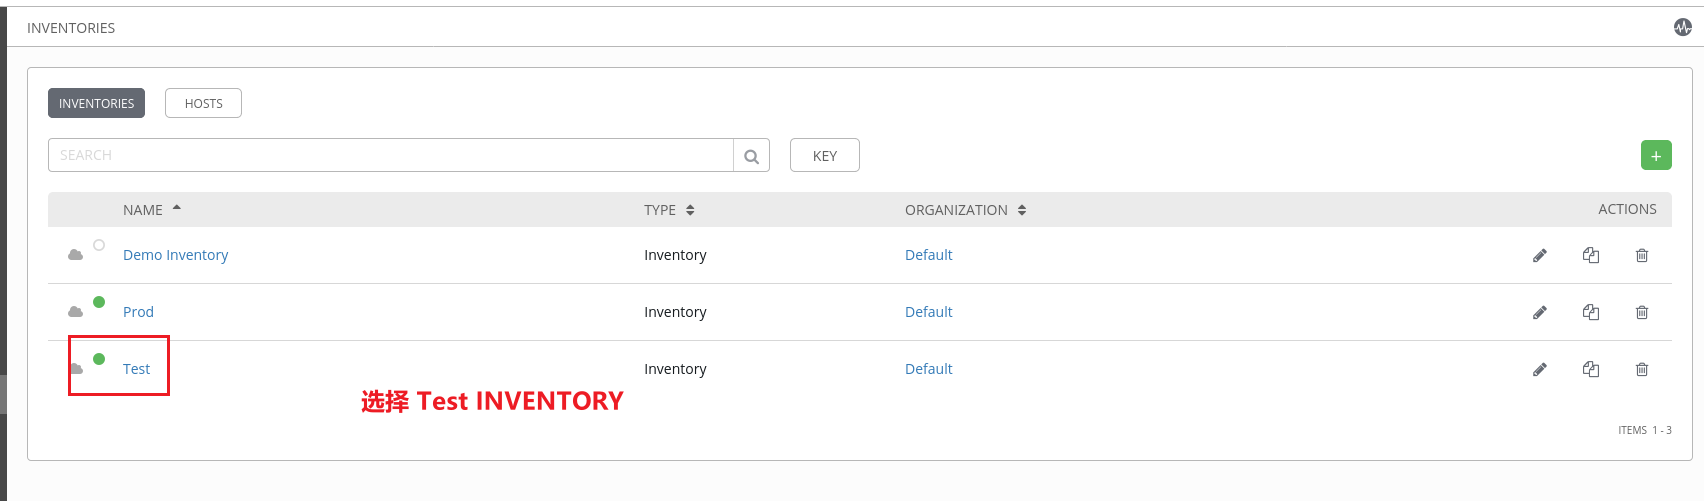 INVENTORIES
INVENTORIES HOSTS
SEARCH KEY +
NAME TYPE ORGANIZATION ACTIONS
Demo Inventory Inventory Default
Prod Inventory Default
Test Inventory Default
选择 Test INVENTORY
ITEMS 1 - 3